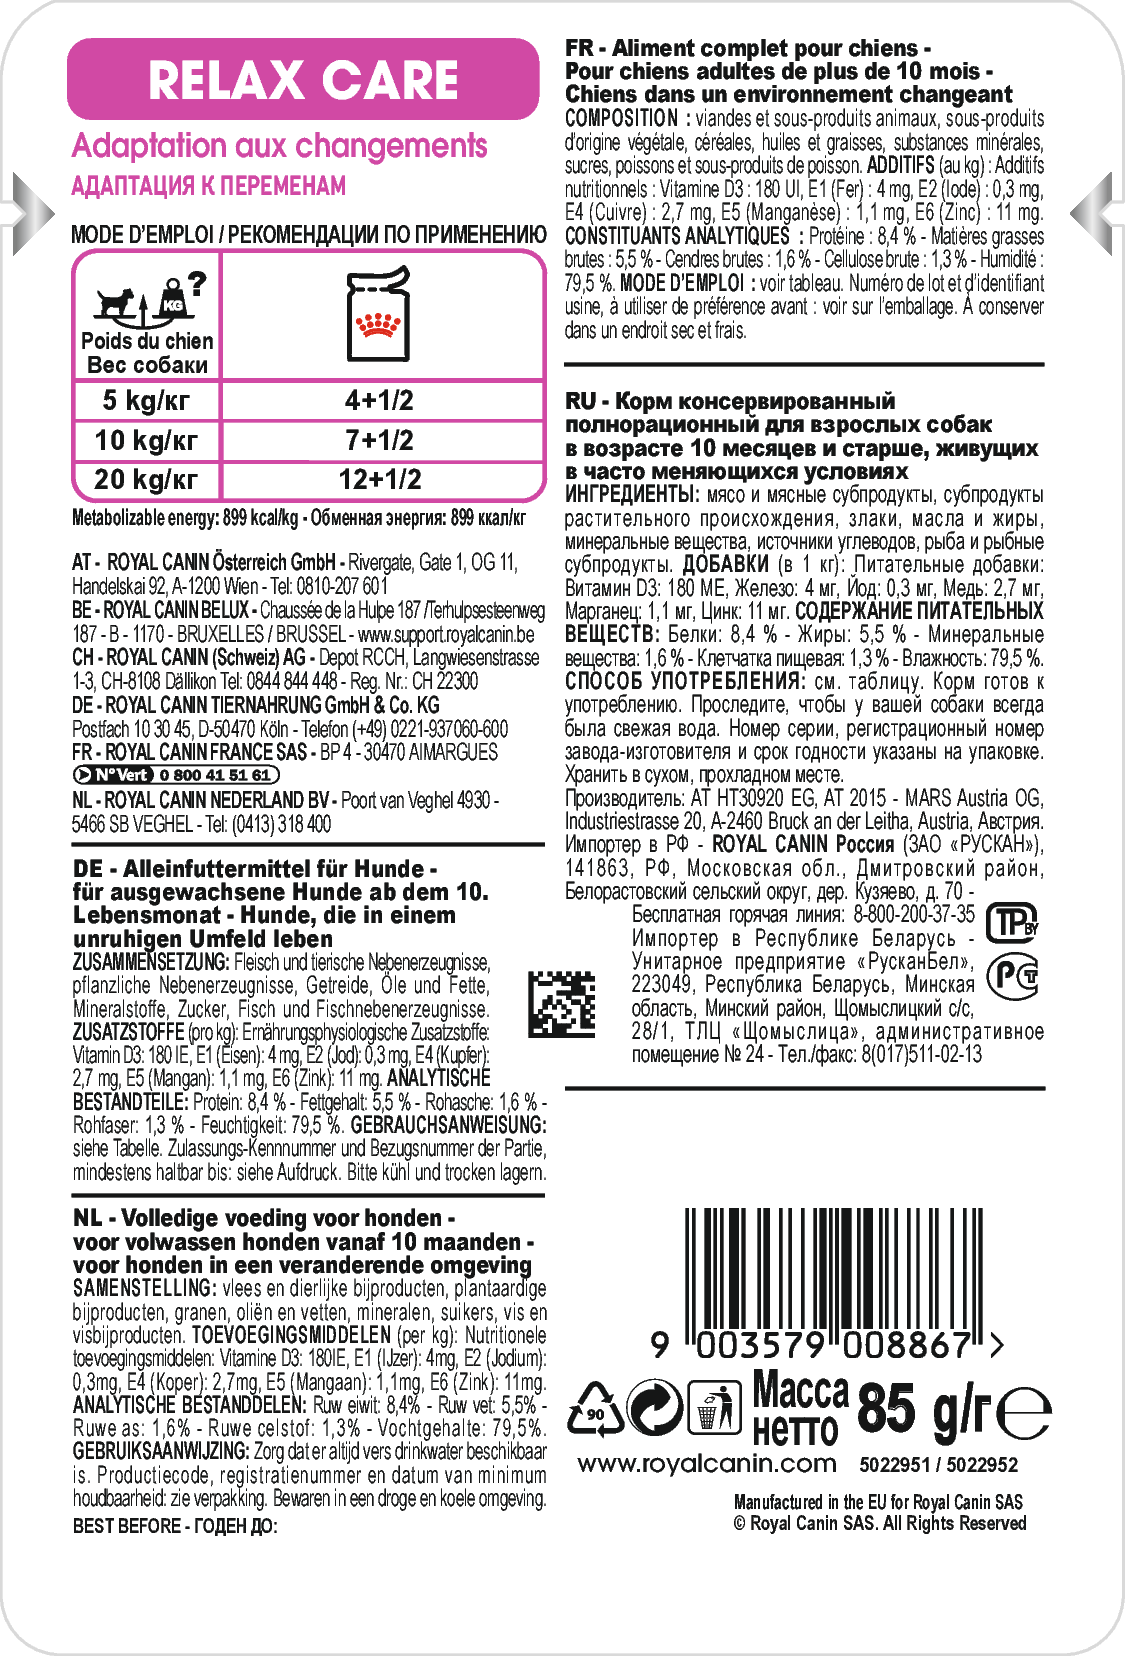 RELAX CARE
Adaptation aux changements
АДАПТАЦИЯ К ПЕРЕМЕНАМ
MODE D'EMPLOI / РЕКОМЕНДАЦИИ ПО ПРИМЕНЕНИЮ
KG ?
Poids du chien
Вес собаки
5 kg/кг 4+1/2
10 kg/кг 7+1/2
20 kg/кг 12+1/2
Metabolizable energy: 899 kcal/kg - Обменная энергия: 899 ккал/кг
AT - ROYAL CANIN Österreich GmbH - Rivergate, Gate 1, OG 11,
Handelskai 92, A-1200 Wien - Tel: 0810-207 601
BE - ROYAL CANIN BELUX - Chaussée de la Hulpe 187 /Terhulpsesteenweg
187 - B - 1170 - BRUXELLES / BRUSSEL - www.support.royalcanin.be
CH - ROYAL CANIN (Schweiz) AG - Depot RCCH, Langwiesenstrasse
1-3, CH-8108 Dällikon Tel: 0844 844 448 - Reg. Nr.: CH 22300
DE - ROYAL CANIN TIERNAHRUNG GmbH & Co. KG
Postfach 10 30 45, D-50470 Köln - Telefon (+49) 0221-937060-600
FR - ROYAL CANIN FRANCE SAS - BP 4 - 30470 AIMARGUES
N° Vert 0 800 41 51 61
NL - ROYAL CANIN NEDERLAND BV - Poort van Veghel 4930 -
5466 SB VEGHEL - Tel: (0413) 318 400
DE - Alleinfuttermittel für Hunde -
für ausgewachsene Hunde ab dem 10.
Lebensmonat - Hunde, die in einem
unruhigen Umfeld leben
ZUSAMMENSETZUNG: Fleisch und tierische Nebenerzeugnisse,
pflanzliche Nebenerzeugnisse, Getreide, Öle und Fette,
Mineralstoffe, Zucker, Fisch und Fischnebenerzeugnisse.
ZUSATZSTOFFE (pro kg): Ernährungsphysiologische Zusatzstoffe:
Vitamin D3: 180 IE, E1 (Eisen): 4 mg, E2 (Jod): 0,3 mg, E4 (Kupfer):
2,7 mg, E5 (Mangan): 1,1 mg, E6 (Zink): 11 mg. ANALYTISCHE
BESTANDTEILE: Protein: 8,4 % - Fettgehalt: 5,5 % - Rohasche: 1,6 % -
Rohfaser: 1,3 % - Feuchtigkeit: 79,5 %. GEBRAUCHSANWEISUNG:
siehe Tabelle. Zulassungs-Kennnummer und Bezugsnummer der Partie,
mindestens haltbar bis: siehe Aufdruck. Bitte kühl und trocken lagern.
NL - Volledige voeding voor honden -
voor volwassen honden vanaf 10 maanden -
voor honden in een veranderende omgeving
SAMENSTELLING: vlees en dierlijke bijproducten, plantaardige
bijproducten, granen, oliën en vetten, mineralen, suikers, vis en
visbijproducten. TOEVOEGINGSMIDDELEN (per kg): Nutritionele
toevoegingsmiddelen: Vitamine D3: 180IE, E1 (IJzer): 4mg, E2 (Jodium):
0,3mg, E4 (Koper): 2,7mg, E5 (Mangaan): 1,1mg, E6 (Zink): 11mg.
ANALYTISCHE BESTANDDELEN: Ruw eiwit: 8,4% - Ruw vet: 5,5% -
Ruwe as: 1,6% - Ruwe celstof: 1,3% - Vochtgehalte: 79,5%.
GEBRUIKSAANWIJZING: Zorg dat er altijd vers drinkwater beschikbaar
is. Productiecode, registratienummer en datum van minimum
houdbaarheid: zie verpakking. Bewaren in een droge en koele omgeving.
BEST BEFORE - ГОДЕН ДО:
FR - Aliment complet pour chiens -
Pour chiens adultes de plus de 10 mois -
Chiens dans un environnement changeant
COMPOSITION : viandes et sous-produits animaux, sous-produits
d'origine végétale, céréales, huiles et graisses, substances minérales,
sucres, poissons et sous-produits de poisson. ADDITIFS (au kg) : Additifs
nutritionnels : Vitamine D3 : 180 UI, E1 (Fer) : 4 mg, E2 (Iode) : 0,3 mg,
E4 (Cuivre) : 2,7 mg, E5 (Manganèse) : 1,1 mg, E6 (Zinc) : 11 mg.
CONSTITUANTS ANALYTIQUES : Protéine : 8,4 % - Matières grasses
brutes : 5,5 % - Cendres brutes : 1,6 % - Cellulose brute : 1,3 % - Humidité :
79,5 %. MODE D'EMPLOI : voir tableau. Numéro de lot et d'identifiant
usine, à utiliser de préférence avant : voir sur l'emballage. À conserver
dans un endroit sec et frais.
RU - Корм консервированный
полнорационный для взрослых собак
в возрасте 10 месяцев и старше, живущих
в часто меняющихся условиях
ИНГРЕДИЕНТЫ: мясо и мясные субпродукты, субпродукты
растительного происхождения, злаки, масла и жиры,
минеральные вещества, источники углеводов, рыба и рыбные
субпродукты. ДОБАВКИ (в 1 кг): Питательные добавки:
Витамин D3: 180 ME, Железо: 4 мг, Йод: 0,3 мг, Медь: 2,7 мг,
Марганец: 1,1 мг, Цинк: 11 мг. СОДЕРЖАНИЕ ПИТАТЕЛЬНЫХ
ВЕЩЕСТВ: Белки: 8,4 % - Жиры: 5,5 % - Минеральные
вещества: 1,6 % - Клетчатка пищевая: 1,3 % - Влажность: 79,5 %.
СПОСОБ УПОТРЕБЛЕНИЯ: см. таблицу. Корм готов к
употреблению. Проследите, чтобы у вашей собаки всегда
была свежая вода. Номер серии, регистрационный номер
завода-изготовителя и срок годности указаны на упаковке.
Хранить в сухом, прохладном месте.
Производитель: AT HT30920 EG, AT 2015 - MARS Austria OG,
Industriestrasse 20, A-2460 Bruck an der Leitha, Austria, Австрия.
Импортер в РФ - ROYAL CANIN Россия (ЗАО «РУСКАН»),
141863, РФ, Московская обл., Дмитровский район,
Белорастовский сельский округ, дер. Кузяево, д. 70 -
Бесплатная горячая линия: 8-800-200-37-35
Импортер в Республике Беларусь -
Унитарное предприятие «РусканБел»,
223049, Республика Беларусь, Минская
область, Минский район, Щомыслицкий с/с,
28/1, ТЛЦ «Щомыслица», административное
помещение № 24 - Тел./факс: 8(017)511-02-13
TP BY
РСТ
9 003579 008867 >
90
Масса
нетто 85 g/г e
www.royalcanin.com 5022951 / 5022952
Manufactured in the EU for Royal Canin SAS
© Royal Canin SAS. All Rights Reserved